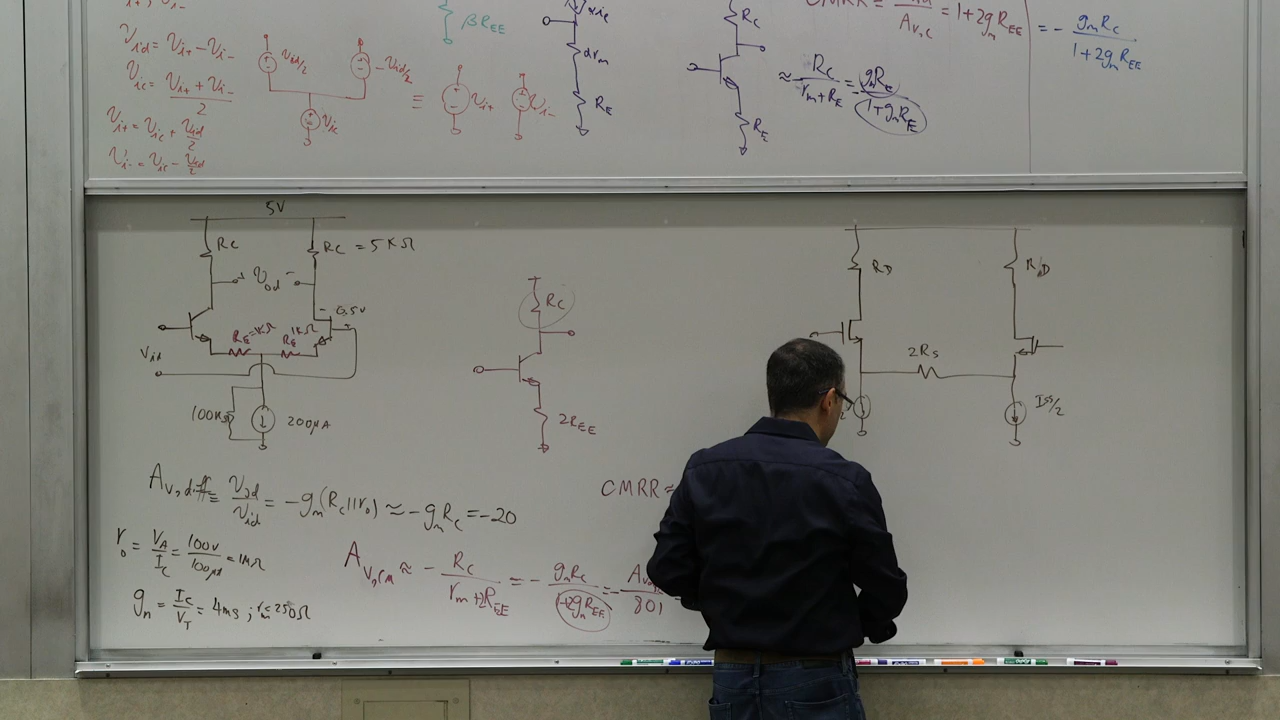 βR_EE
αi_c
αr_m
R_E
R_C
R_E
≈ R_C/(r_m+R_E) = g_mR_C/(1+g_mR_E)
A_v,c
= 1+2g_mR_EE
= - g_mR_C/(1+2g_mR_EE)
V_id = V_i+ - V_i-
V_ic = (V_i+ + V_i-)/2
V_i+ = V_ic + V_id/2
V_i- = V_ic - V_id/2
V_id/2
-V_id/2
V_ic
≡
V_i+
V_i-
5V
R_C
R_C = 5KΩ
+ V_od -
0.5V
R_E=1KΩ
R_E 1KΩ
V_id
100KΩ
200μA
R_C
2R_EE
R_D
R_D
2R_S
I_SS/2
A_v,diff = V_od/V_id = -g_m(R_C||r_o) ≈ -g_mR_C = -20
r_o = V_A/I_C = 100V/100μA = 1MΩ
g_m = I_C/V_T = 4mS ; r_m=250Ω
A_v,cm ≈ - R_C/(r_m+2R_EE) = - g_mR_C/(1+2g_mR_EE) =
801
CMRR ≈